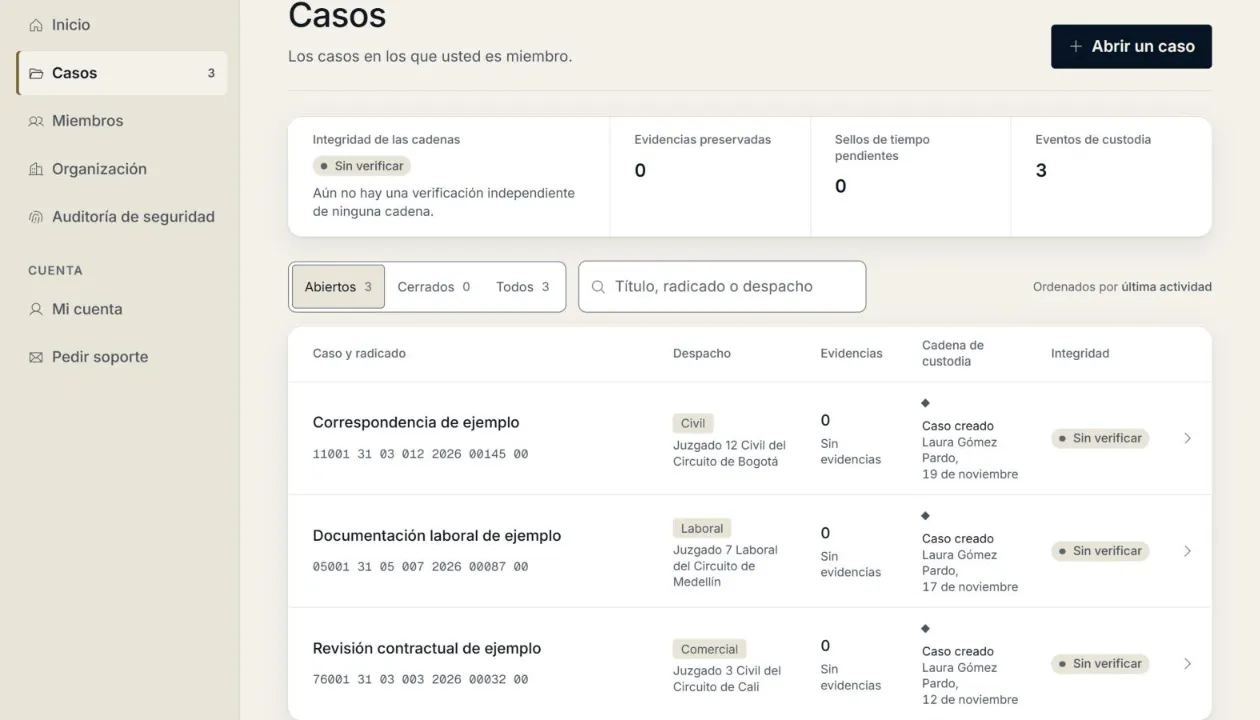 Inicio
Casos 3
Miembros
Organización
Auditoría de seguridad
CUENTA
Mi cuenta
Pedir soporte
Casos
Los casos en los que usted es miembro.
+ Abrir un caso
Integridad de las cadenas
Sin verificar
Aún no hay una verificación independiente
de ninguna cadena.
Evidencias preservadas
0
Sellos de tiempo
pendientes
0
Eventos de custodia
3
Abiertos 3
Cerrados 0
Todos 3
Título, radicado o despacho
Ordenados por última actividad
Caso y radicado
Despacho
Evidencias
Cadena de
custodia
Integridad
Correspondencia de ejemplo
11001 31 03 012 2026 00145 00
Civil
Juzgado 12 Civil del
Circuito de Bogotá
0
Sin
evidencias
Caso creado
Laura Gómez
Pardo,
19 de noviembre
Sin verificar
Documentación laboral de ejemplo
05001 31 05 007 2026 00087 00
Laboral
Juzgado 7 Laboral
del Circuito de
Medellín
0
Sin
evidencias
Caso creado
Laura Gómez
Pardo,
17 de noviembre
Sin verificar
Revisión contractual de ejemplo
76001 31 03 003 2026 00032 00
Comercial
Juzgado 3 Civil del
Circuito de Cali
0
Sin
evidencias
Caso creado
Laura Gómez
Pardo,
12 de noviembre
Sin verificar